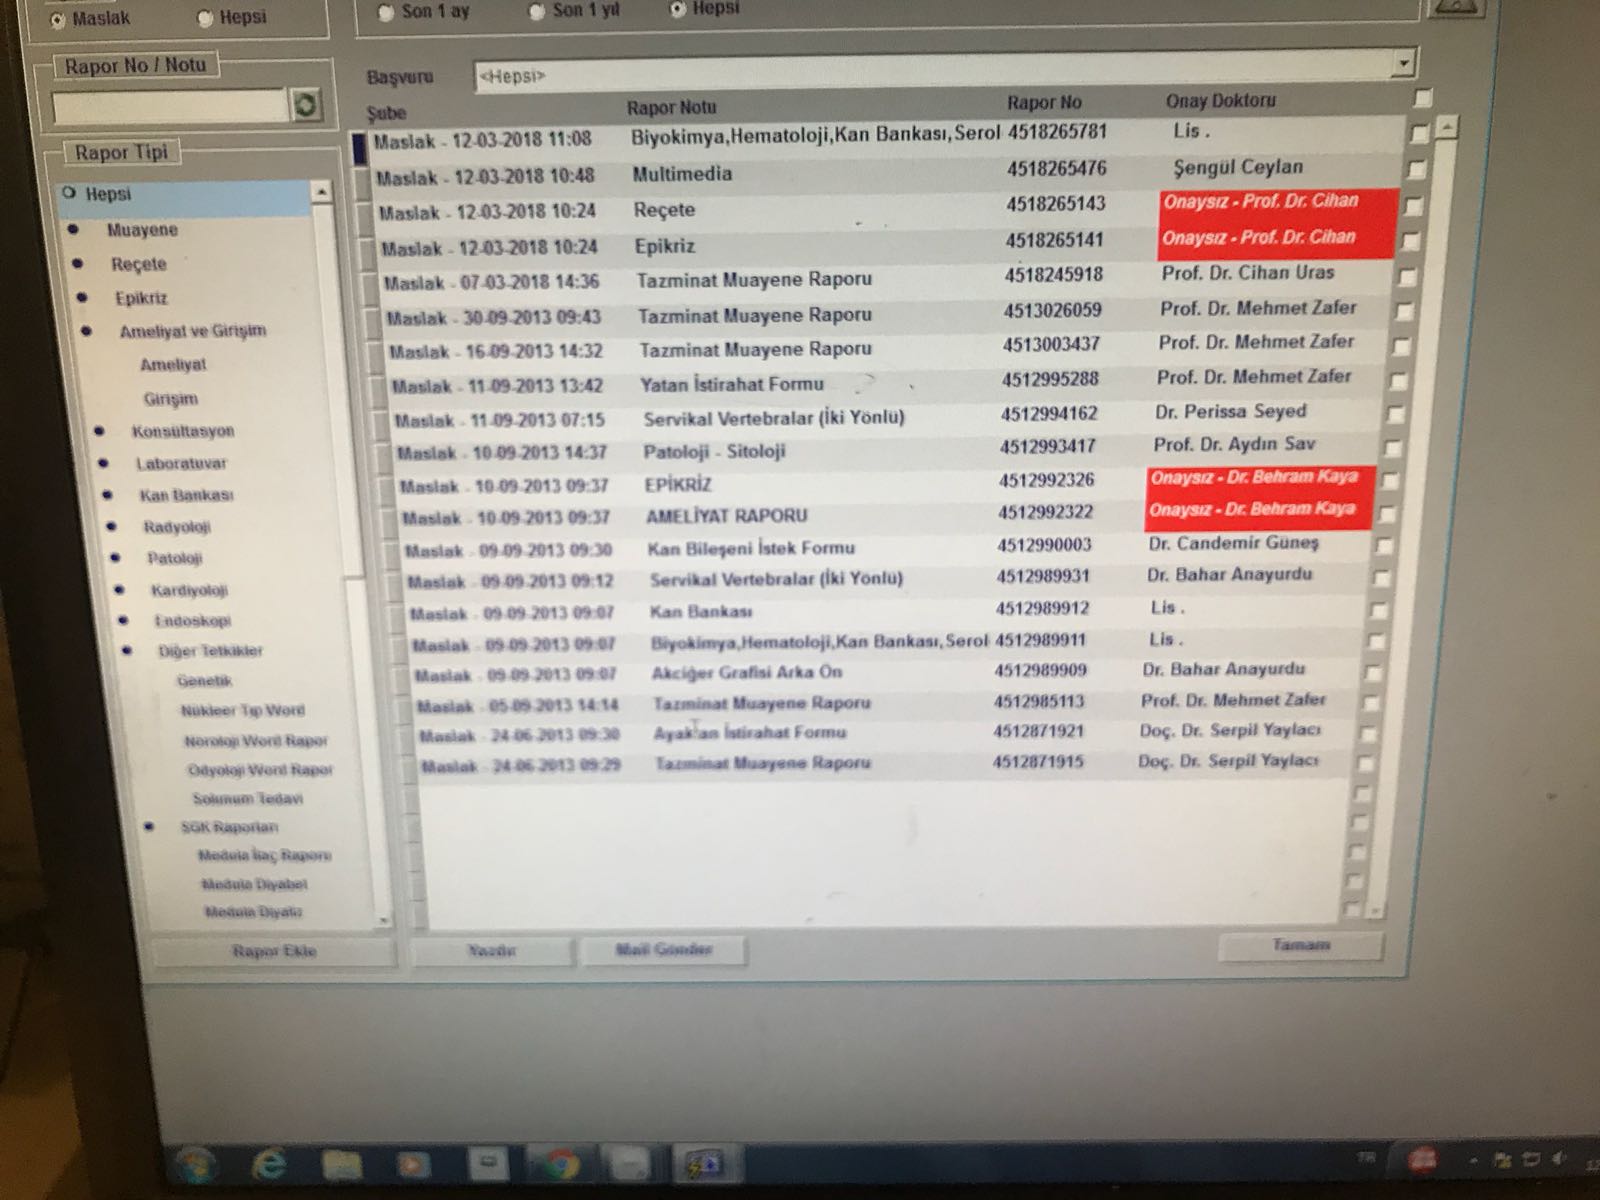 Maslak Hepsi
Son 1 ay Son 1 yıl Hepsi
Rapor No / Notu
Başvuru <Hepsi>
Şube Rapor Notu Rapor No Onay Doktoru
Rapor Tipi
Hepsi
Muayene
Reçete
Epikriz
Ameliyat ve Girişim
Ameliyat
Girişim
Konsültasyon
Laboratuvar
Kan Bankası
Radyoloji
Patoloji
Kardiyoloji
Endoskopi
Diğer Tetkikler
Genetik
Nükleer Tıp Word
Nöroloji Word Rapor
Odyoloji Word Rapor
Solunum Tedavi
SGK Raporları
Medula İlaç Raporu
Medula Diyabet
Medula Diyaliz
Maslak - 12-03-2018 11:08 Biyokimya,Hematoloji,Kan Bankası,Serol 4518265781 Lis .
Maslak - 12-03-2018 10:48 Multimedia 4518265476 Şengül Ceylan
Maslak - 12-03-2018 10:24 Reçete 4518265143 Onaysız - Prof. Dr. Cihan
Maslak - 12-03-2018 10:24 Epikriz 4518265141 Onaysız - Prof. Dr. Cihan
Maslak - 07-03-2018 14:36 Tazminat Muayene Raporu 4518245918 Prof. Dr. Cihan Uras
Maslak - 30-09-2013 09:43 Tazminat Muayene Raporu 4513026059 Prof. Dr. Mehmet Zafer
Maslak - 16-09-2013 14:32 Tazminat Muayene Raporu 4513003437 Prof. Dr. Mehmet Zafer
Maslak - 11-09-2013 13:42 Yatan İstirahat Formu 4512995288 Prof. Dr. Mehmet Zafer
Maslak - 11-09-2013 07:15 Servikal Vertebralar (İki Yönlü) 4512994162 Dr. Perissa Seyed
Maslak - 10-09-2013 14:37 Patoloji - Sitoloji 4512993417 Prof. Dr. Aydın Sav
Maslak - 10-09-2013 09:37 EPİKRİZ 4512992326 Onaysız - Dr. Behram Kaya
Maslak - 10-09-2013 09:37 AMELİYAT RAPORU 4512992322 Onaysız - Dr. Behram Kaya
Maslak - 09-09-2013 09:30 Kan Bileşeni İstek Formu 4512990003 Dr. Candemir Güneş
Maslak - 09-09-2013 09:12 Servikal Vertebralar (İki Yönlü) 4512989931 Dr. Bahar Anayurdu
Maslak - 09-09-2013 09:07 Kan Bankası 4512989912 Lis .
Maslak - 09-09-2013 09:07 Biyokimya,Hematoloji,Kan Bankası,Serol 4512989911 Lis .
Maslak - 09-09-2013 09:07 Akciğer Grafisi Arka Ön 4512989909 Dr. Bahar Anayurdu
Maslak - 05-09-2013 14:14 Tazminat Muayene Raporu 4512985113 Prof. Dr. Mehmet Zafer
Maslak - 24-06-2013 09:30 Ayaktan İstirahat Formu 4512871921 Doç. Dr. Serpil Yaylacı
Maslak - 24-06-2013 09:29 Tazminat Muayene Raporu 4512871915 Doç. Dr. Serpil Yaylacı
Rapor Ekle Yazdır Mail Gönder Tamam
TR